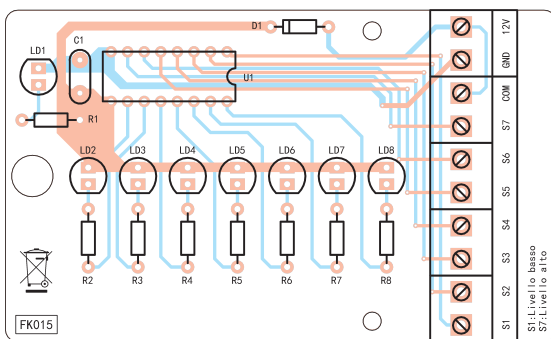 D1
12V
LD1
C1
GND
U1
COM
R1
S7
LD2 LD3 LD4 LD5 LD6 LD7 LD8
S6
S5
S4
S3
R2 R3 R4 R5 R6 R7 R8
S2
S1
FK015
S1:Livello basso
S7:Livello alto